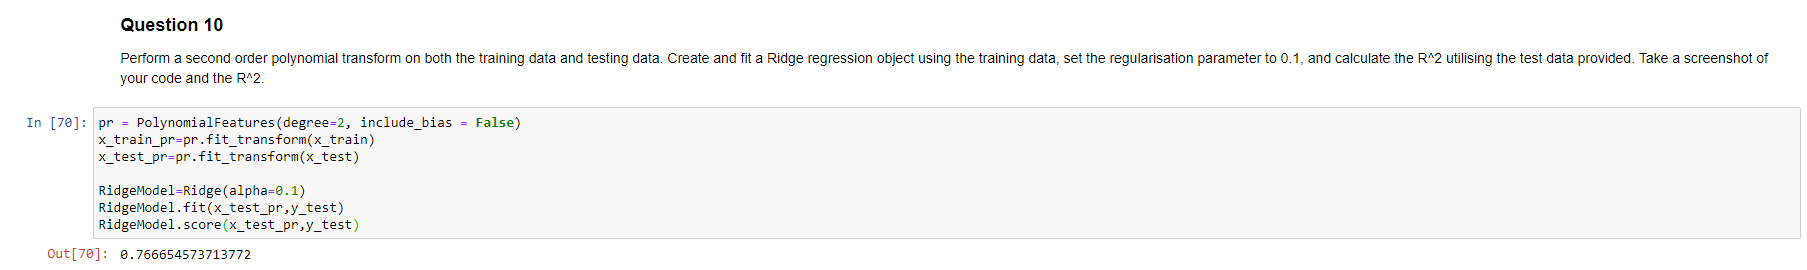 Question 10
Perform a second order polynomial transform on both the training data and testing data. Create and fit a Ridge regression object using the training data, set the regularisation parameter to 0.1, and calculate the R^2 utilising the test data provided. Take a screenshot of
your code and the R^2.
In [70]: pr = PolynomialFeatures(degree=2, include_bias = False)
x_train_pr=pr.fit_transform(x_train)
x_test_pr=pr.fit_transform(x_test)
RidgeModel=Ridge(alpha=0.1)
RidgeModel.fit(x_test_pr,y_test)
RidgeModel.score(x_test_pr,y_test)
Out[70]: 0.766654573713772